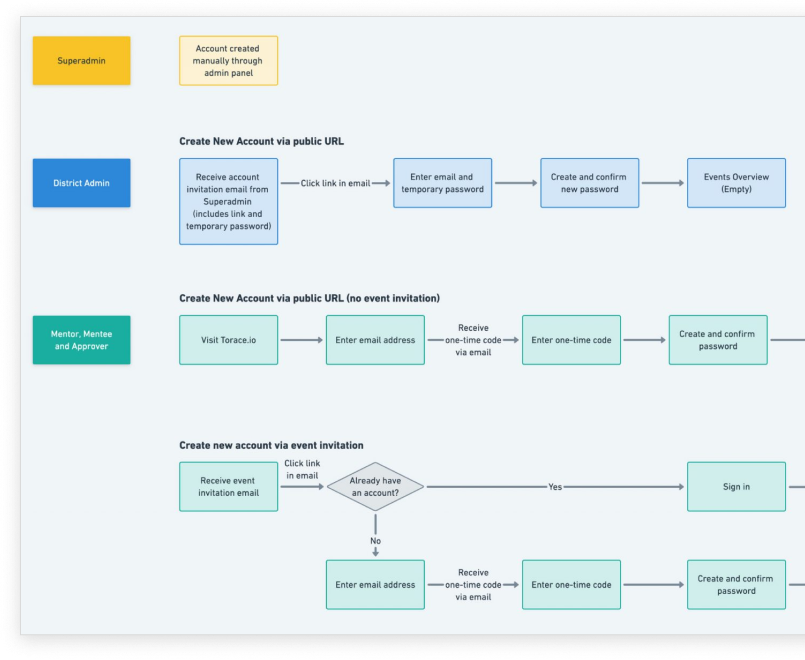 Superadmin
Account created
manually through
admin panel
Create New Account via public URL
District Admin
Receive account
invitation email from
Superadmin
(includes link and
temporary password)
Click link in email
Enter email and
temporary password
Create and confirm
new password
Events Overview
(Empty)
Create New Account via public URL (no event invitation)
Mentor, Mentee
and Approver
Visit Torace.io
Enter email address
Receive
one-time code
via email
Enter one-time code
Create and confirm
password
Create new account via event invitation
Receive event
invitation email
Click link
in email
Already have
an account?
Yes
Sign in
No
Enter email address
Receive
one-time code
via email
Enter one-time code
Create and confirm
password